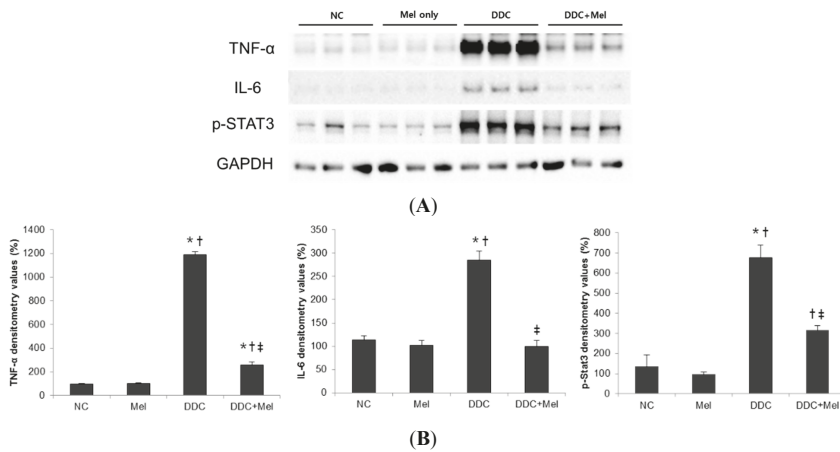 NC Mel only DDC DDC+Mel
TNF-α
IL-6
p-STAT3
GAPDH
(A)
TNF-α densitometry values (%)
1400
1200
1000
800
600
400
200
0
* †
*†‡
NC Mel DDC DDC+Mel
IL-6 densitometry values (%)
350
300
250
200
150
100
50
0
* †
‡
NC Mel DDC DDC+Mel
p-Stat3 densitometry values (%)
800
700
600
500
400
300
200
100
0
* †
†‡
NC Mel DDC DDC+Mel
(B)